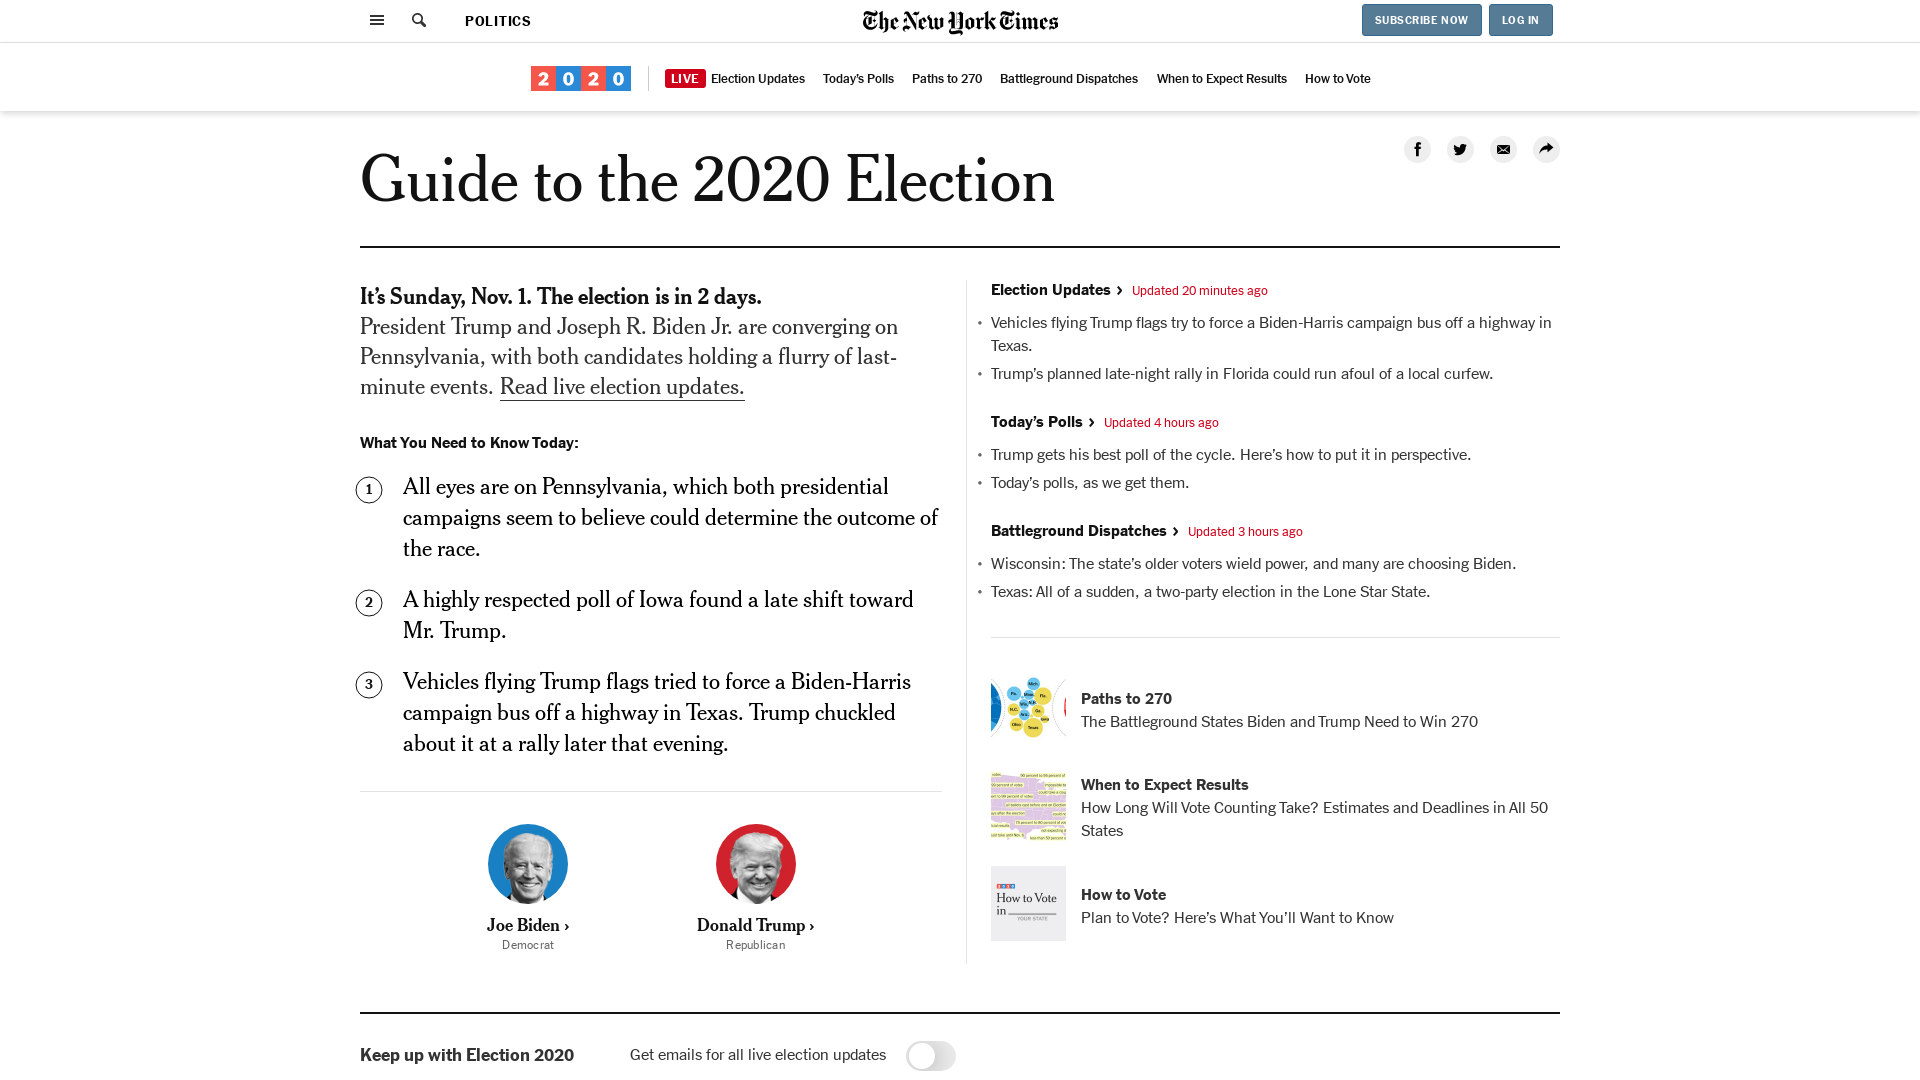 POLITICS
The New York Times
SUBSCRIBE NOW
LOG IN
2020
LIVE Election Updates
Today's Polls
Paths to 270
Battleground Dispatches
When to Expect Results
How to Vote
Guide to the 2020 Election
It's Sunday, Nov. 1. The election is in 2 days.
President Trump and Joseph R. Biden Jr. are converging on
Pennsylvania, with both candidates holding a flurry of last-
minute events. Read live election updates.
What You Need to Know Today:
1 All eyes are on Pennsylvania, which both presidential
campaigns seem to believe could determine the outcome of
the race.
2 A highly respected poll of Iowa found a late shift toward
Mr. Trump.
3 Vehicles flying Trump flags tried to force a Biden-Harris
campaign bus off a highway in Texas. Trump chuckled
about it at a rally later that evening.
Joe Biden ›
Democrat
Donald Trump ›
Republican
Election Updates › Updated 20 minutes ago
• Vehicles flying Trump flags try to force a Biden-Harris campaign bus off a highway in
Texas.
• Trump's planned late-night rally in Florida could run afoul of a local curfew.
Today's Polls › Updated 4 hours ago
• Trump gets his best poll of the cycle. Here's how to put it in perspective.
• Today's polls, as we get them.
Battleground Dispatches › Updated 3 hours ago
• Wisconsin: The state's older voters wield power, and many are choosing Biden.
• Texas: All of a sudden, a two-party election in the Lone Star State.
Paths to 270
The Battleground States Biden and Trump Need to Win 270
When to Expect Results
How Long Will Vote Counting Take? Estimates and Deadlines in All 50
States
How to Vote
in
YOUR STATE
How to Vote
Plan to Vote? Here's What You'll Want to Know
Keep up with Election 2020
Get emails for all live election updates